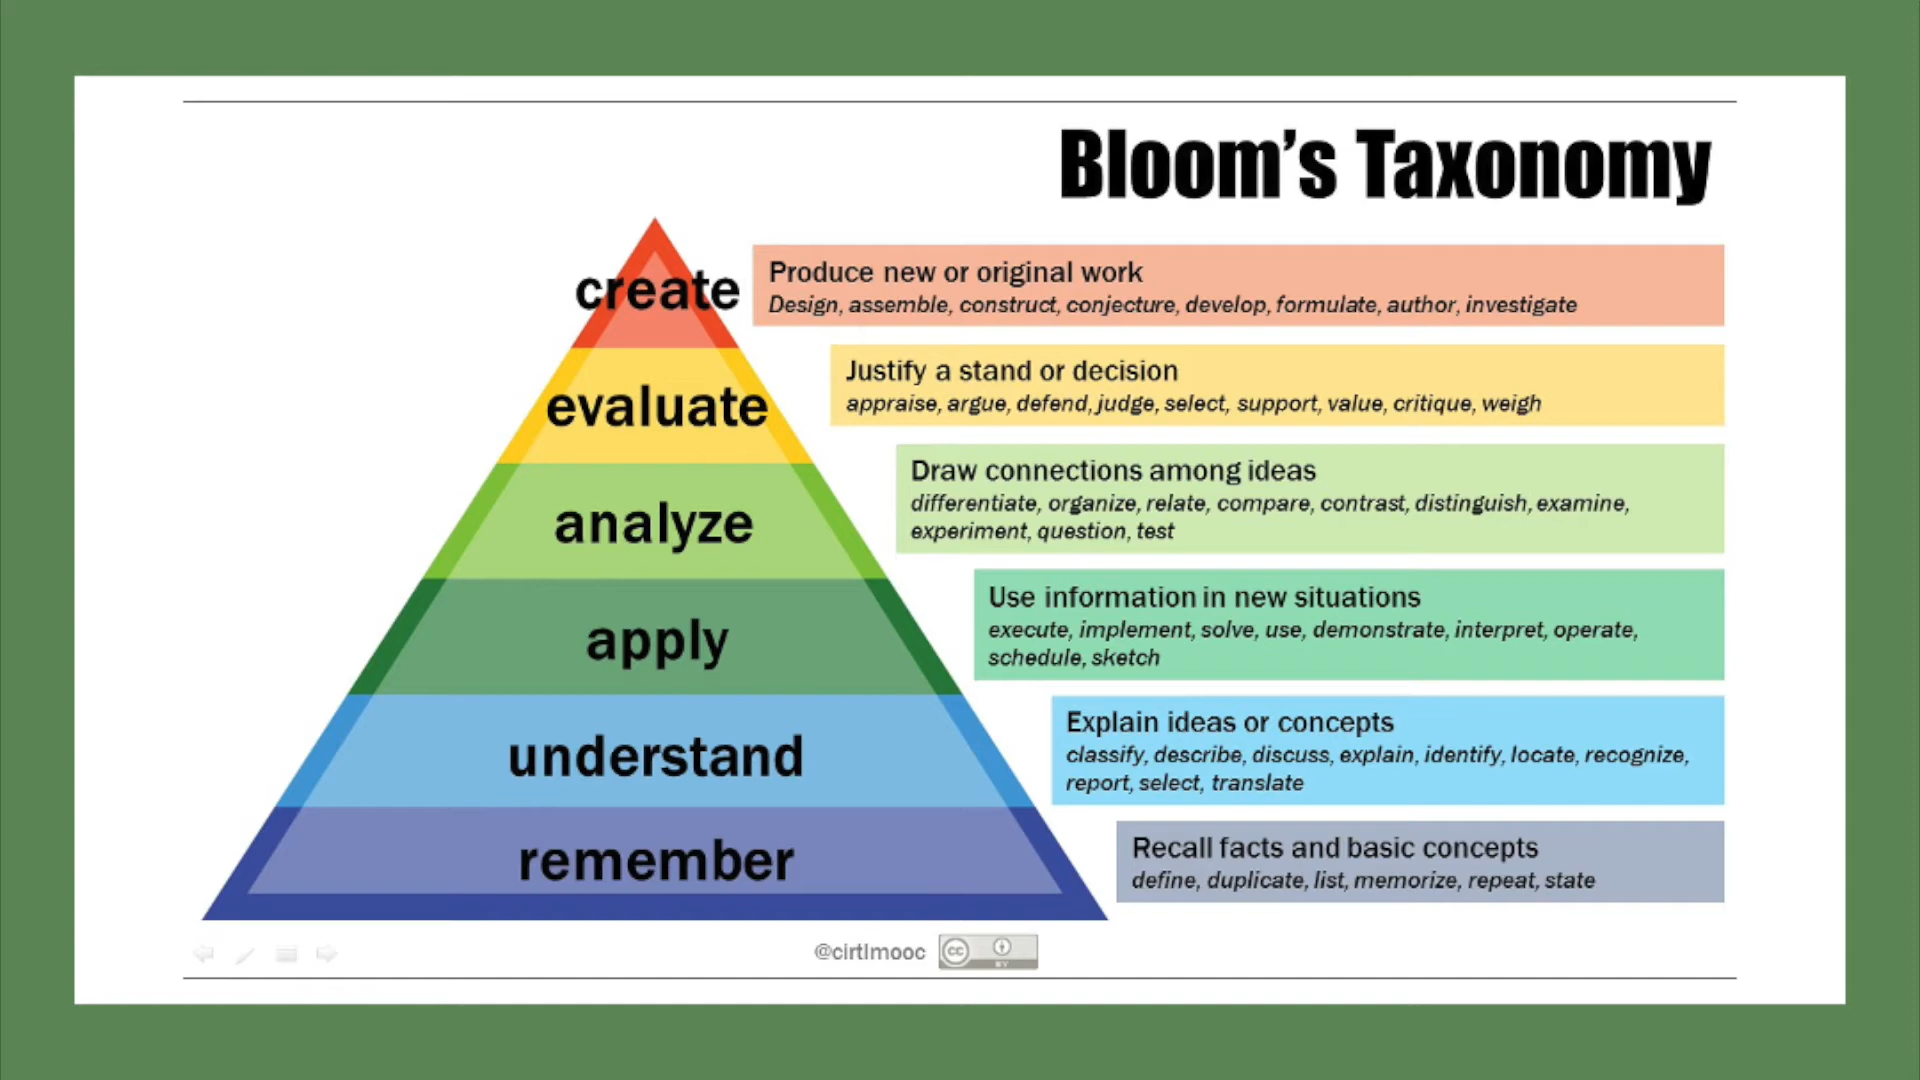 Bloom's Taxonomy
create
Produce new or original work
Design, assemble, construct, conjecture, develop, formulate, author, investigate
evaluate
Justify a stand or decision
appraise, argue, defend, judge, select, support, value, critique, weigh
analyze
Draw connections among ideas
differentiate, organize, relate, compare, contrast, distinguish, examine,
experiment, question, test
apply
Use information in new situations
execute, implement, solve, use, demonstrate, interpret, operate,
schedule, sketch
understand
Explain ideas or concepts
classify, describe, discuss, explain, identify, locate, recognize,
report, select, translate
remember
Recall facts and basic concepts
define, duplicate, list, memorize, repeat, state
@cirtlmooc
cc
BY